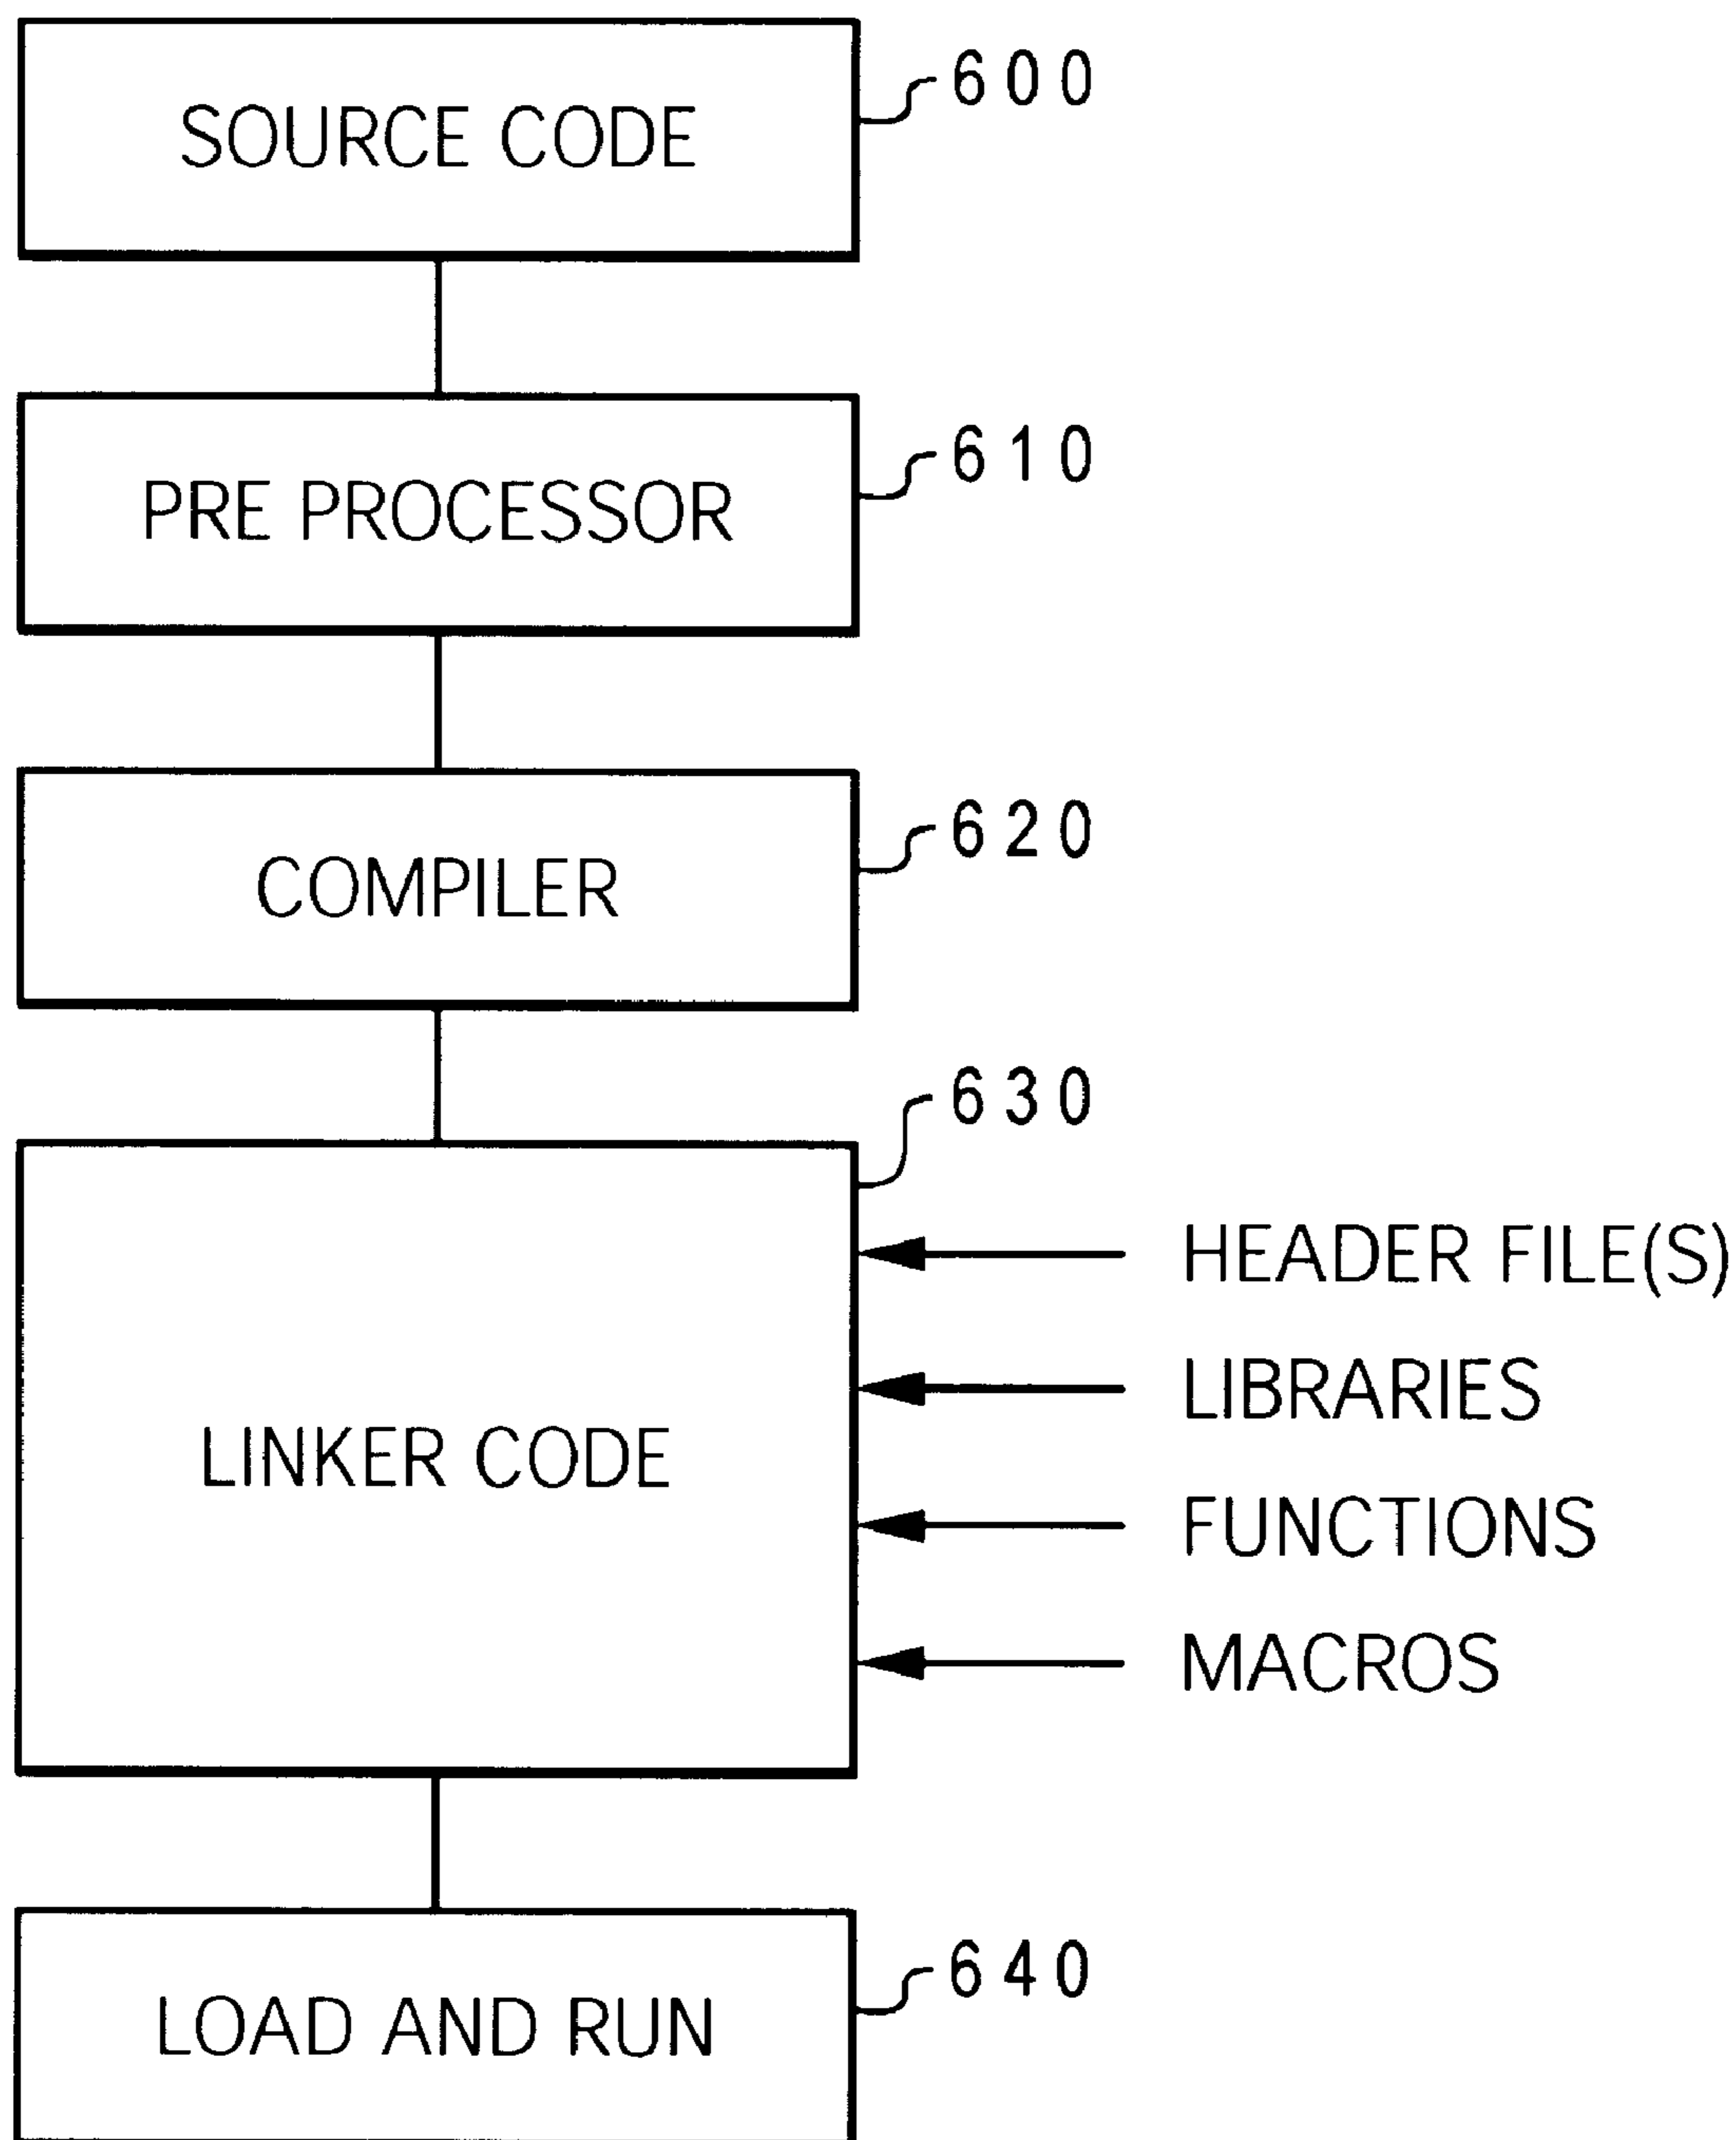 SOURCE CODE
600
PRE PROCESSOR
610
COMPILER
620
630
HEADER FILE(S)
LIBRARIES
LINKER CODE
FUNCTIONS
MACROS
LOAD AND RUN
640